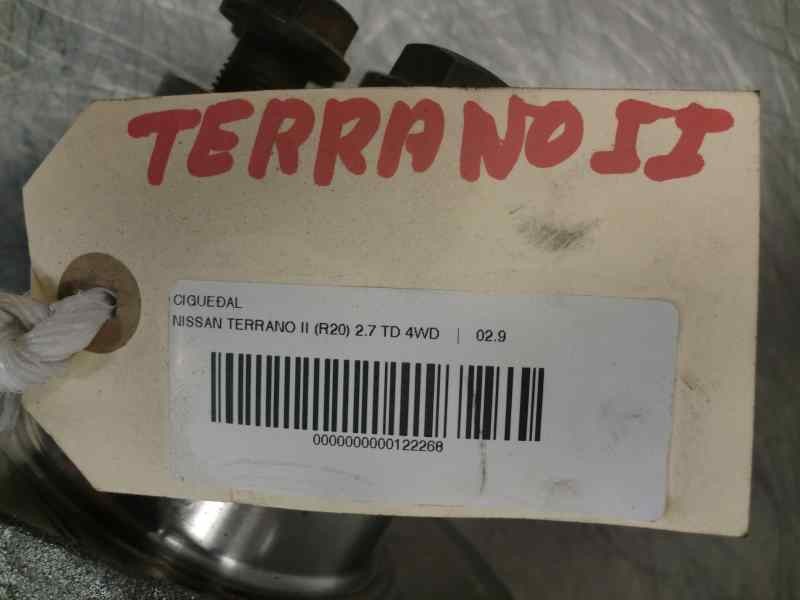 TERRANO II
CIGUEÐAL
NISSAN TERRANO II (R20) 2.7 TD 4WD | 02.9
0000000000122268